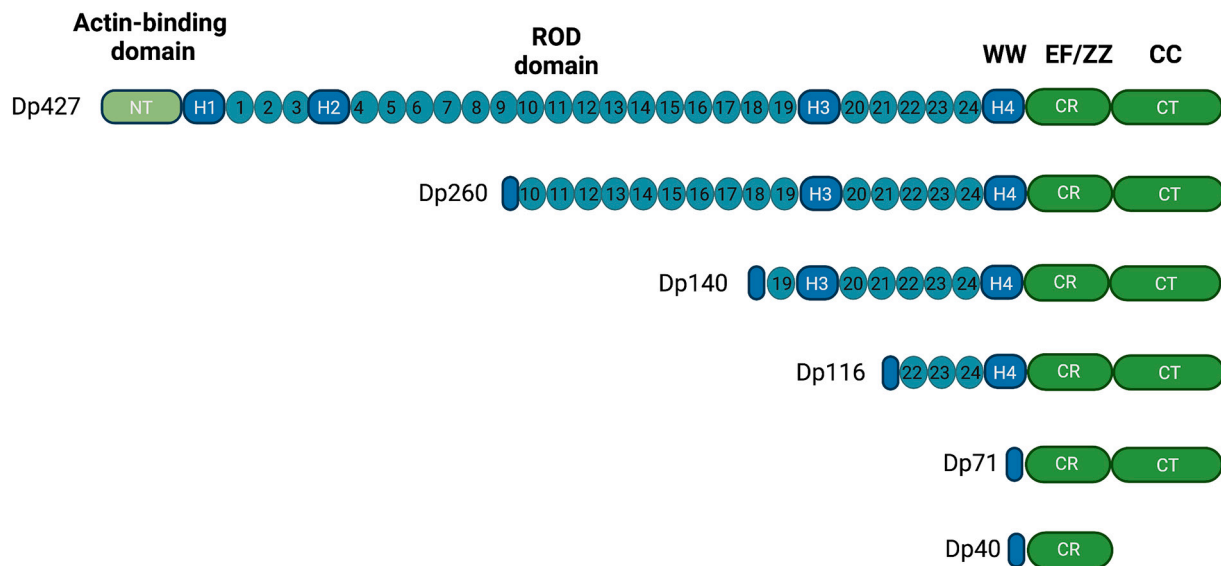 Actin-binding
domain
ROD
domain
WW EF/ZZ CC
Dp427 NT H1 1 2 3 H2 4 5 6 7 8 9 10 11 12 13 14 15 16 17 18 19 H3 20 21 22 23 24 H4 CR CT
Dp260 10 11 12 13 14 15 16 17 18 19 H3 20 21 22 23 24 H4 CR CT
Dp140 19 H3 20 21 22 23 24 H4 CR CT
Dp116 22 23 24 H4 CR CT
Dp71 CR CT
Dp40 CR